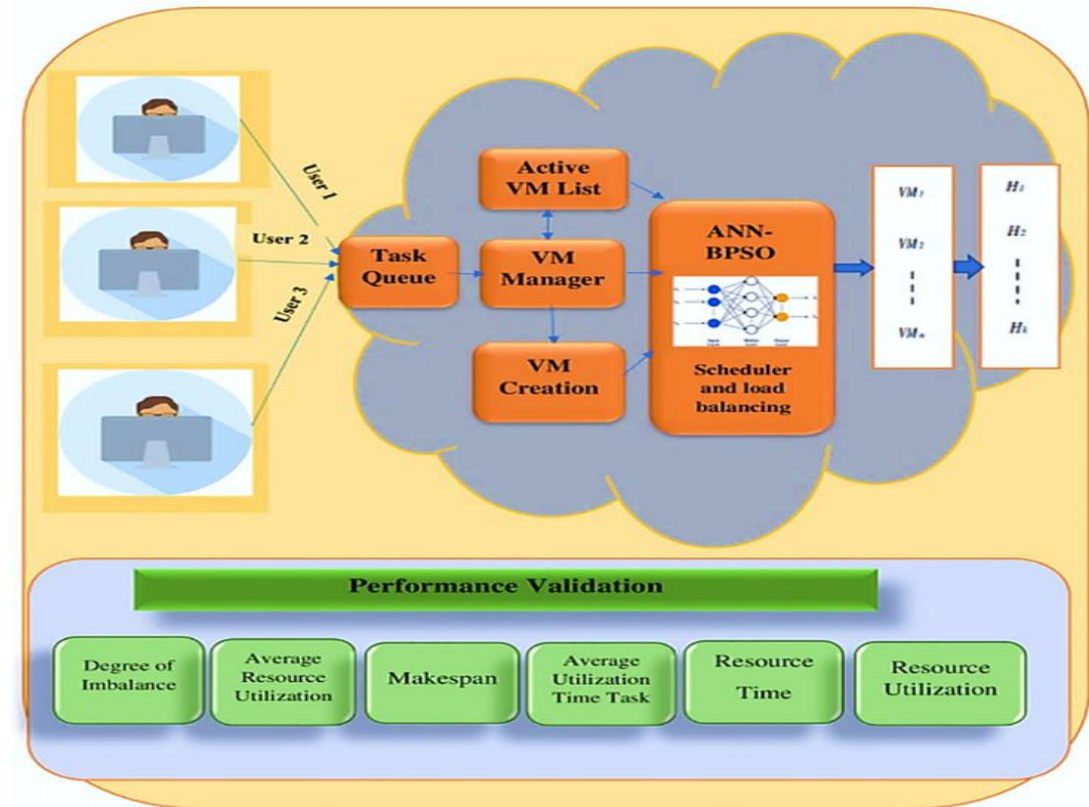 User 1
User 2
User 3
Task
Queue
Active
VM List
VM
Manager
VM
Creation
ANN-
BPSO
Scheduler
and load
balancing
VM1
VM2
VMn
H1
H2
Hk
Performance Validation
Degree of
Imbalance
Average
Resource
Utilization
Makespan
Average
Utilization
Time Task
Resource
Time
Resource
Utilization